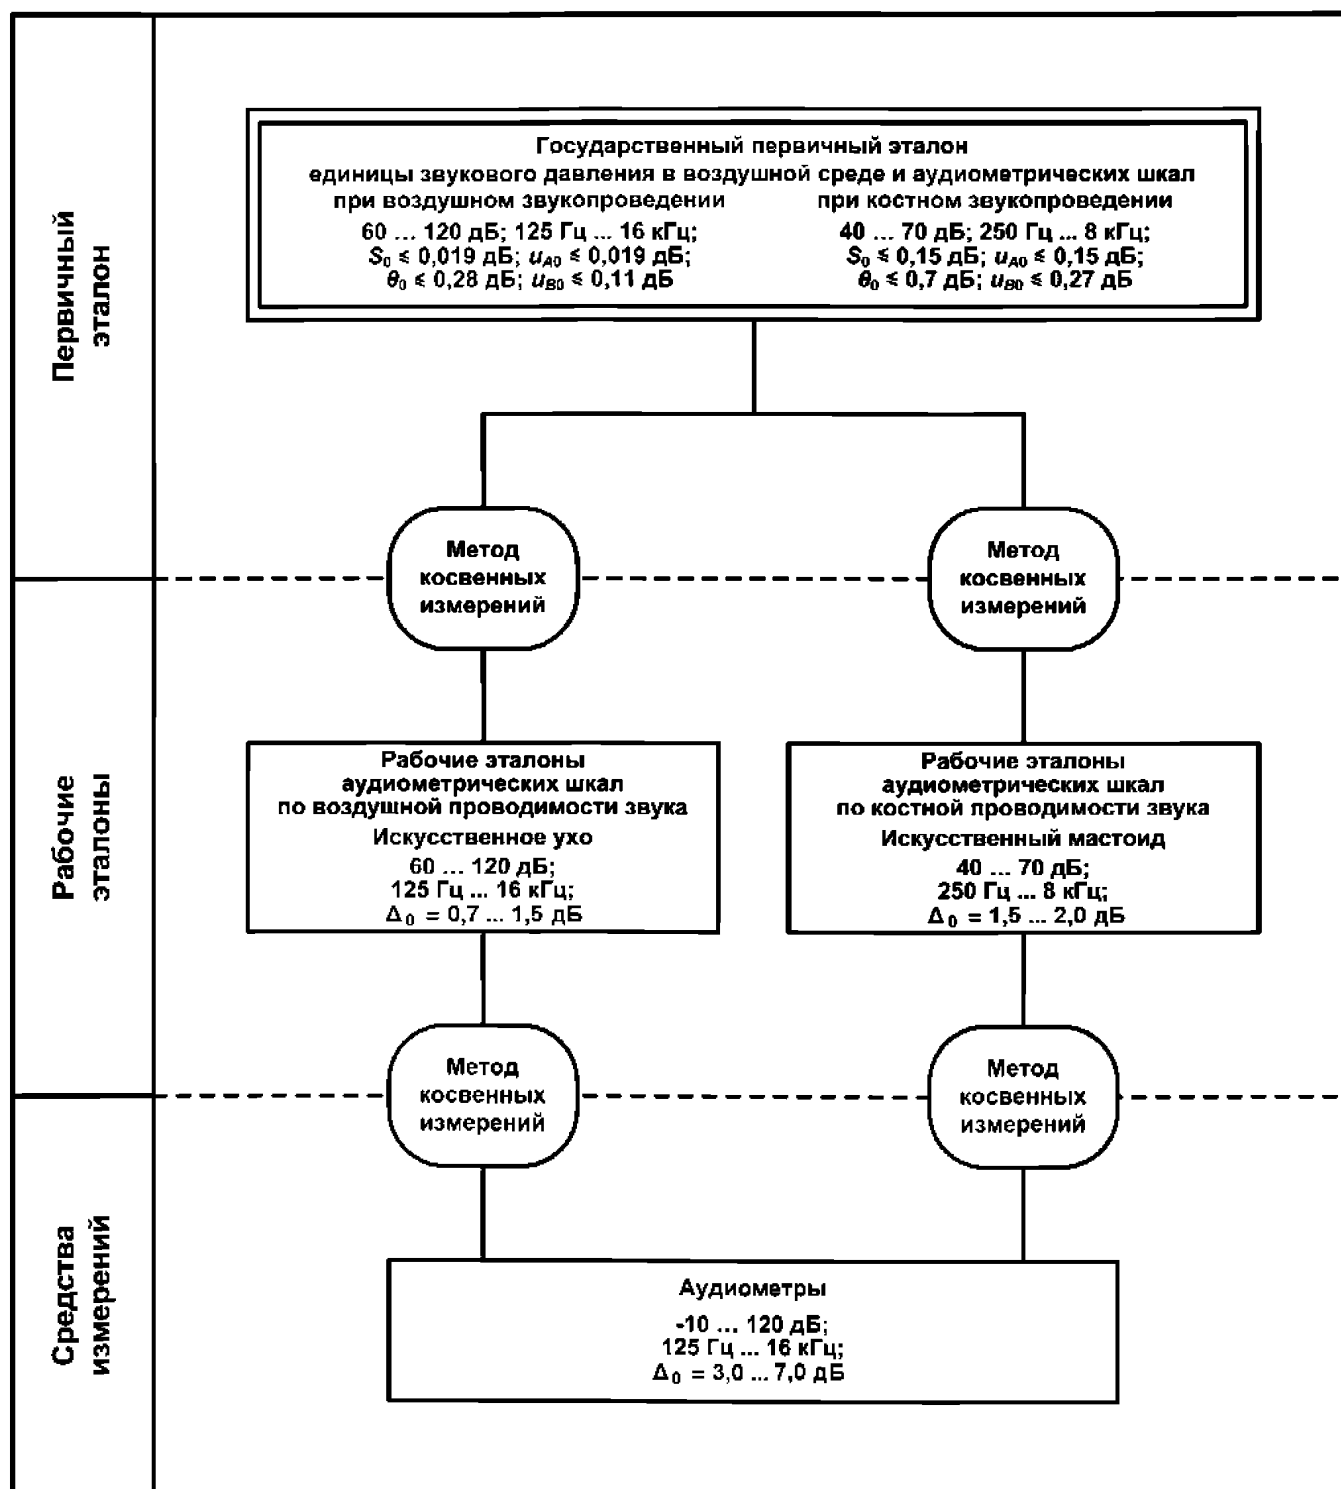 Первичный
эталон
Государственный первичный эталон
единицы звукового давления в воздушной среде и аудиометрических шкал
при воздушном звукопроведении
60 ... 120 дБ; 125 Гц ... 16 кГц;
S₀ ≤ 0,019 дБ; u_A0 ≤ 0,019 дБ;
θ₀ ≤ 0,28 дБ; u_B0 ≤ 0,11 дБ
при костном звукопроведении
40 ... 70 дБ; 250 Гц ... 8 кГц;
S₀ ≤ 0,15 дБ; u_A0 ≤ 0,15 дБ;
θ₀ ≤ 0,7 дБ; u_B0 ≤ 0,27 дБ
Метод
косвенных
измерений
Метод
косвенных
измерений
Рабочие
эталоны
Рабочие эталоны
аудиометрических шкал
по воздушной проводимости звука
Искусственное ухо
60 ... 120 дБ;
125 Гц ... 16 кГц;
Δ₀ = 0,7 ... 1,5 дБ
Рабочие эталоны
аудиометрических шкал
по костной проводимости звука
Искусственный мастоид
40 ... 70 дБ;
250 Гц ... 8 кГц;
Δ₀ = 1,5 ... 2,0 дБ
Метод
косвенных
измерений
Метод
косвенных
измерений
Средства
измерений
Аудиометры
-10 ... 120 дБ;
125 Гц ... 16 кГц;
Δ₀ = 3,0 ... 7,0 дБ